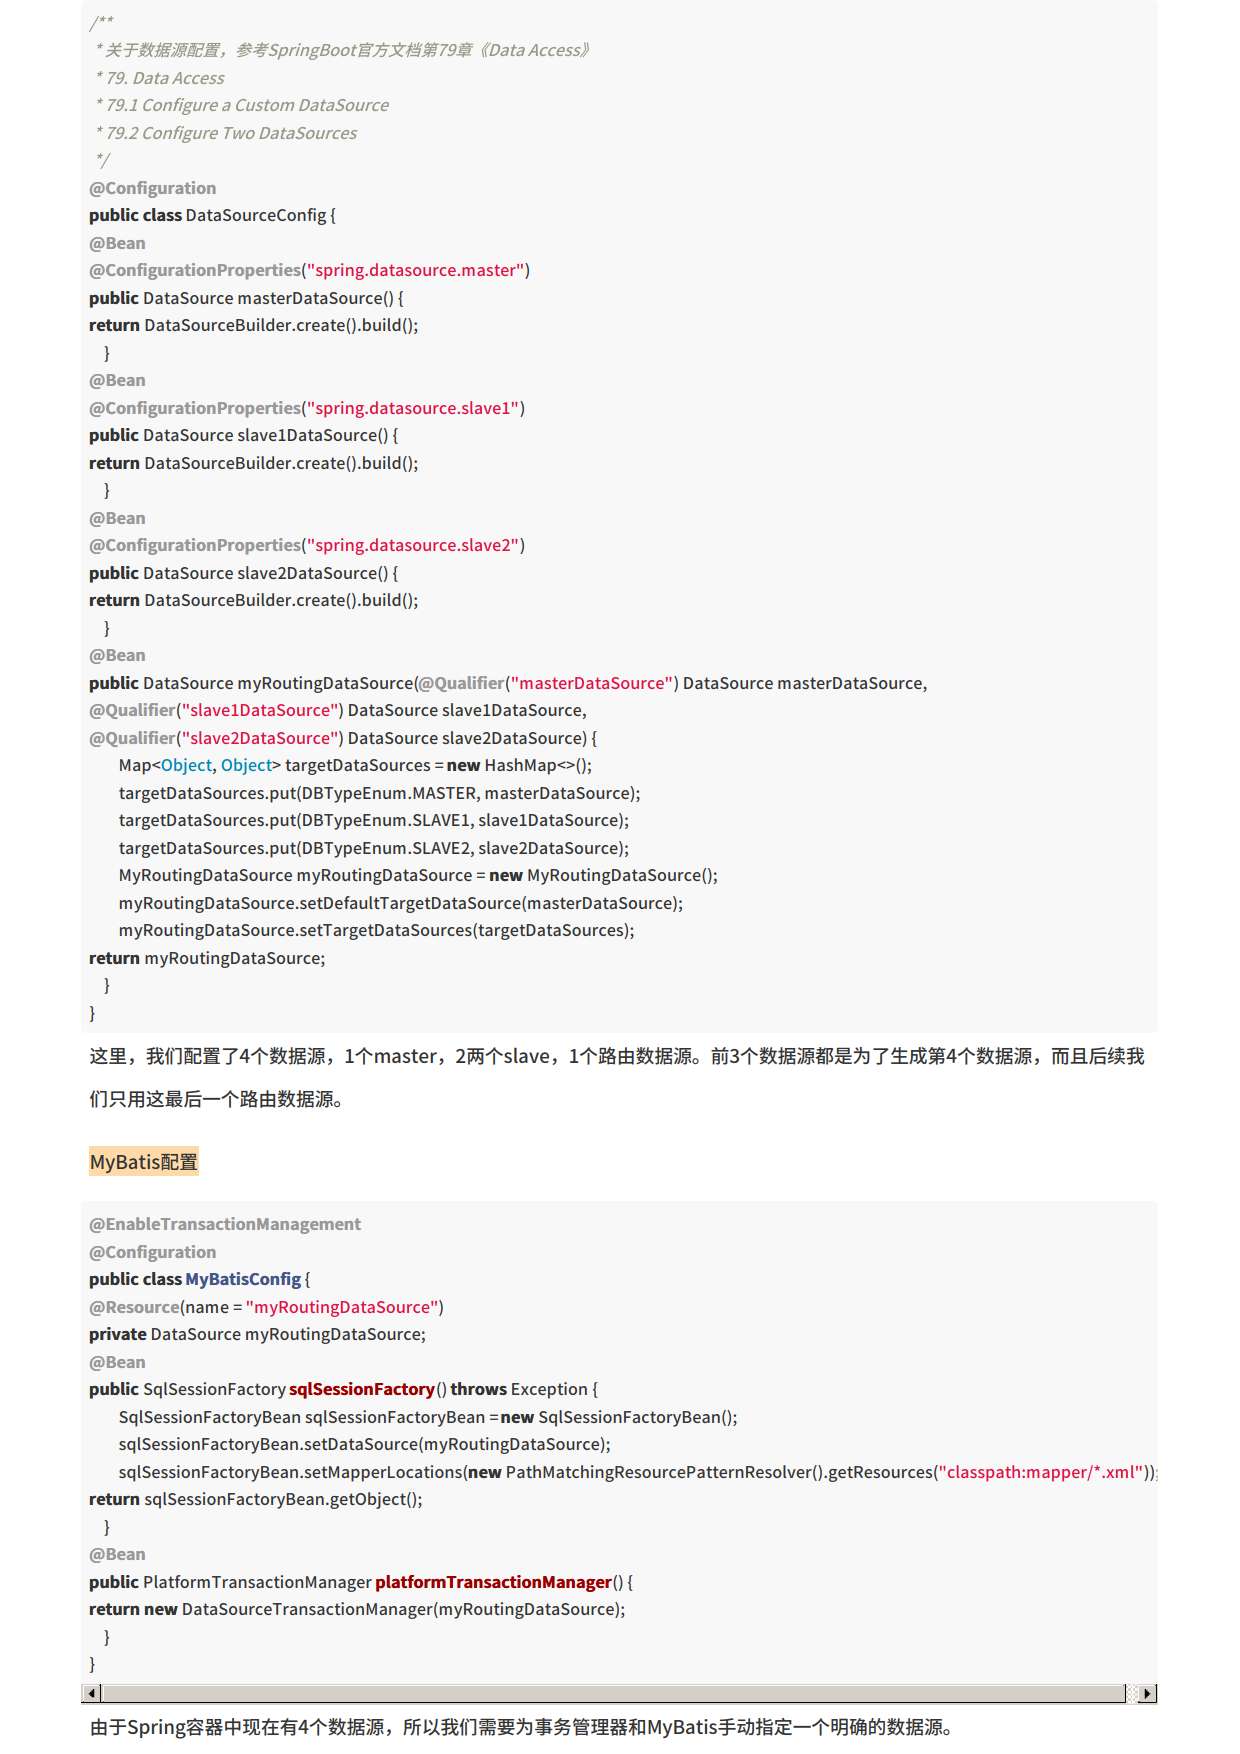 /**
 * 关于数据源配置，参考SpringBoot官方文档第79章《Data Access》
 * 79. Data Access
 * 79.1 Configure a Custom DataSource
 * 79.2 Configure Two DataSources
 */
@Configuration
public class DataSourceConfig {
@Bean
@ConfigurationProperties("spring.datasource.master")
public DataSource masterDataSource() {
return DataSourceBuilder.create().build();
    }
@Bean
@ConfigurationProperties("spring.datasource.slave1")
public DataSource slave1DataSource() {
return DataSourceBuilder.create().build();
    }
@Bean
@ConfigurationProperties("spring.datasource.slave2")
public DataSource slave2DataSource() {
return DataSourceBuilder.create().build();
    }
@Bean
public DataSource myRoutingDataSource(@Qualifier("masterDataSource") DataSource masterDataSource,
@Qualifier("slave1DataSource") DataSource slave1DataSource,
@Qualifier("slave2DataSource") DataSource slave2DataSource) {
        Map<Object, Object> targetDataSources = new HashMap<>();
        targetDataSources.put(DBTypeEnum.MASTER, masterDataSource);
        targetDataSources.put(DBTypeEnum.SLAVE1, slave1DataSource);
        targetDataSources.put(DBTypeEnum.SLAVE2, slave2DataSource);
        MyRoutingDataSource myRoutingDataSource = new MyRoutingDataSource();
        myRoutingDataSource.setDefaultTargetDataSource(masterDataSource);
        myRoutingDataSource.setTargetDataSources(targetDataSources);
return myRoutingDataSource;
    }
}
这里，我们配置了4个数据源，1个master，2两个slave，1个路由数据源。前3个数据源都是为了生成第4个数据源，而且后续我
们只用这最后一个路由数据源。
MyBatis配置
@EnableTransactionManagement
@Configuration
public class MyBatisConfig {
@Resource(name = "myRoutingDataSource")
private DataSource myRoutingDataSource;
@Bean
public SqlSessionFactory sqlSessionFactory() throws Exception {
        SqlSessionFactoryBean sqlSessionFactoryBean = new SqlSessionFactoryBean();
        sqlSessionFactoryBean.setDataSource(myRoutingDataSource);
        sqlSessionFactoryBean.setMapperLocations(new PathMatchingResourcePatternResolver().getResources("classpath:mapper/*.xml"));
return sqlSessionFactoryBean.getObject();
    }
@Bean
public PlatformTransactionManager platformTransactionManager() {
return new DataSourceTransactionManager(myRoutingDataSource);
    }
}
由于Spring容器中现在有4个数据源，所以我们需要为事务管理器和MyBatis手动指定一个明确的数据源。